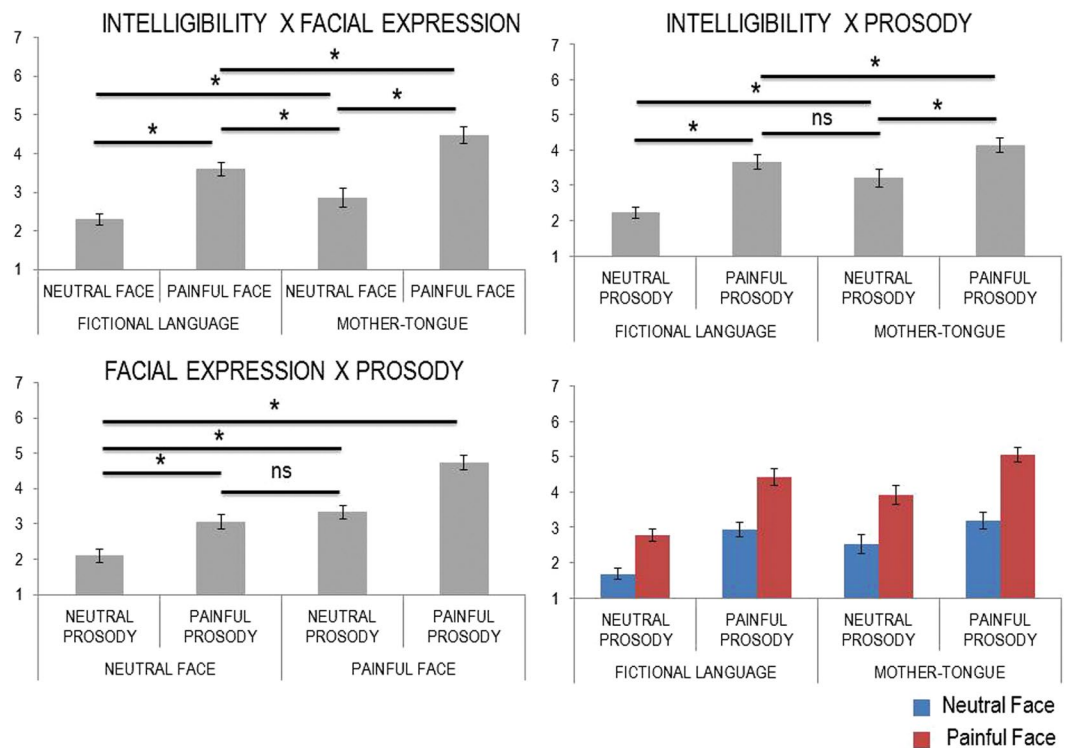 INTELLIGIBILITY X FACIAL EXPRESSION
7
6
5
4
3
2
1
*
*
*
*
*
NEUTRAL FACE PAINFUL FACE NEUTRAL FACE PAINFUL FACE
FICTIONAL LANGUAGE MOTHER-TONGUE
INTELLIGIBILITY X PROSODY
7
6
5
4
3
2
1
*
*
*
ns
*
NEUTRAL PAINFUL NEUTRAL PAINFUL
PROSODY PROSODY PROSODY PROSODY
FICTIONAL LANGUAGE MOTHER-TONGUE
FACIAL EXPRESSION X PROSODY
7
6
5
4
3
2
1
*
*
*
ns
NEUTRAL PAINFUL NEUTRAL PAINFUL
PROSODY PROSODY PROSODY PROSODY
NEUTRAL FACE PAINFUL FACE
7
6
5
4
3
2
1
NEUTRAL PAINFUL NEUTRAL PAINFUL
PROSODY PROSODY PROSODY PROSODY
FICTIONAL LANGUAGE MOTHER-TONGUE
Neutral Face
Painful Face